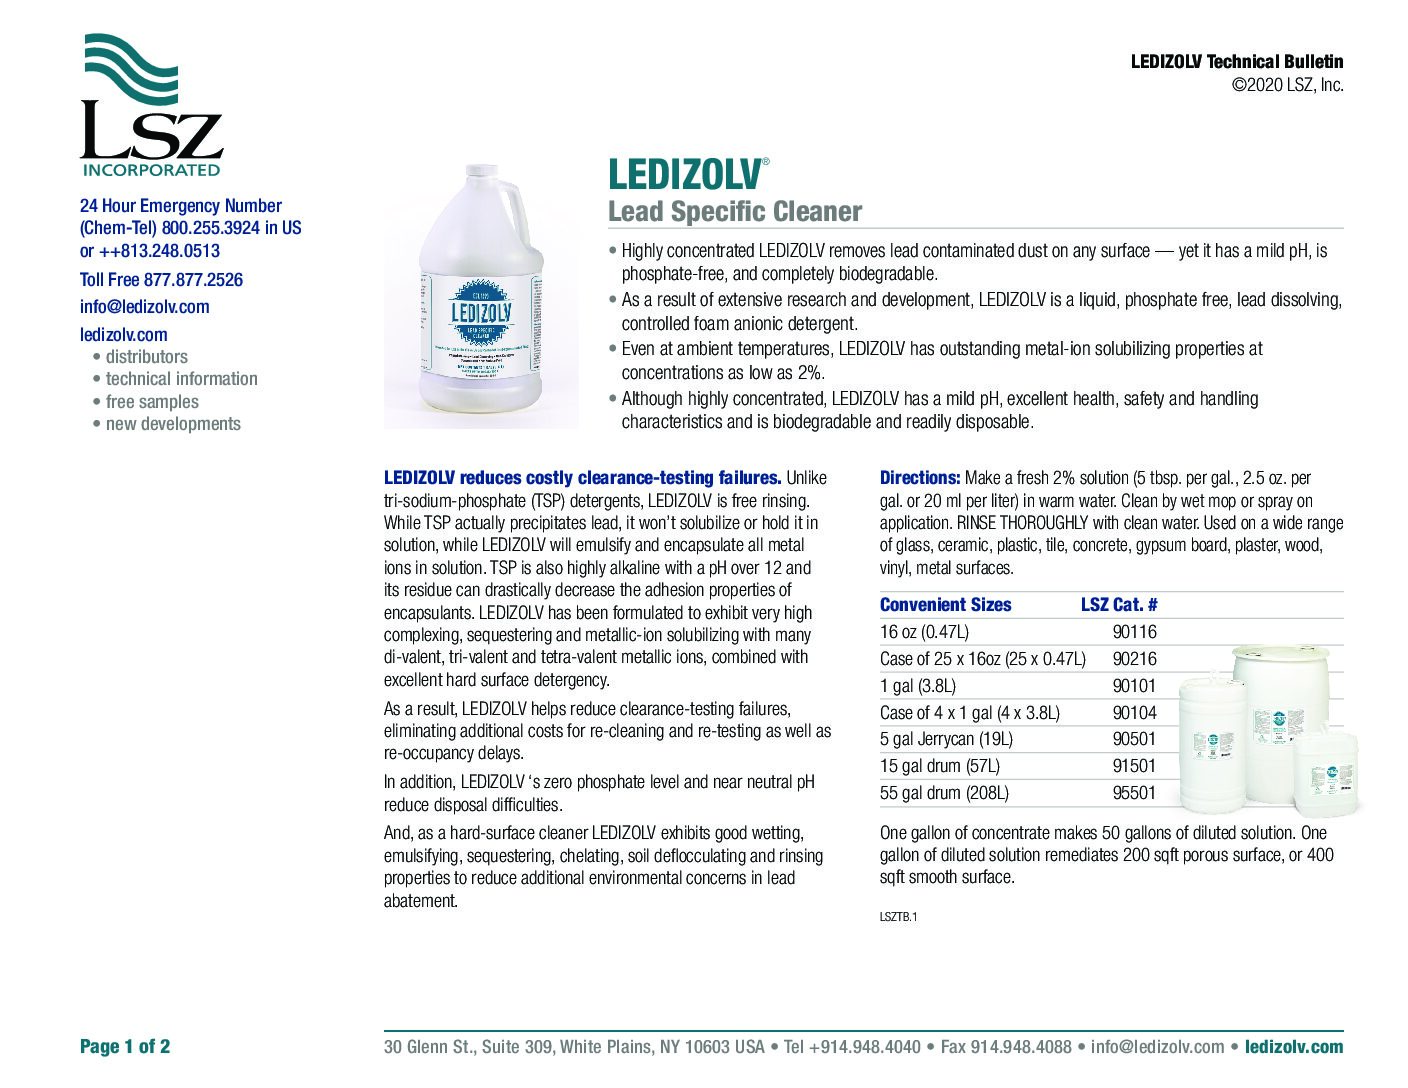 LSZ
INCORPORATED
24 Hour Emergency Number
(Chem-Tel) 800.255.3924 in US
or ++813.248.0513
Toll Free 877.877.2526
info@ledizolv.com
ledizolv.com
• distributors
• technical information
• free samples
• new developments
LEDIZOLV Technical Bulletin
©2020 LSZ, Inc.
LEDIZOLV
LEAD SPECIFIC
CLEANER
LEDIZOLV®
Lead Specific Cleaner
• Highly concentrated LEDIZOLV removes lead contaminated dust on any surface — yet it has a mild pH, is
phosphate-free, and completely biodegradable.
• As a result of extensive research and development, LEDIZOLV is a liquid, phosphate free, lead dissolving,
controlled foam anionic detergent.
• Even at ambient temperatures, LEDIZOLV has outstanding metal-ion solubilizing properties at
concentrations as low as 2%.
• Although highly concentrated, LEDIZOLV has a mild pH, excellent health, safety and handling
characteristics and is biodegradable and readily disposable.
LEDIZOLV reduces costly clearance-testing failures. Unlike
tri-sodium-phosphate (TSP) detergents, LEDIZOLV is free rinsing.
While TSP actually precipitates lead, it won't solubilize or hold it in
solution, while LEDIZOLV will emulsify and encapsulate all metal
ions in solution. TSP is also highly alkaline with a pH over 12 and
its residue can drastically decrease the adhesion properties of
encapsulants. LEDIZOLV has been formulated to exhibit very high
complexing, sequestering and metallic-ion solubilizing with many
di-valent, tri-valent and tetra-valent metallic ions, combined with
excellent hard surface detergency.
As a result, LEDIZOLV helps reduce clearance-testing failures,
eliminating additional costs for re-cleaning and re-testing as well as
re-occupancy delays.
In addition, LEDIZOLV ‘s zero phosphate level and near neutral pH
reduce disposal difficulties.
And, as a hard-surface cleaner LEDIZOLV exhibits good wetting,
emulsifying, sequestering, chelating, soil deflocculating and rinsing
properties to reduce additional environmental concerns in lead
abatement.
Directions: Make a fresh 2% solution (5 tbsp. per gal., 2.5 oz. per
gal. or 20 ml per liter) in warm water. Clean by wet mop or spray on
application. RINSE THOROUGHLY with clean water. Used on a wide range
of glass, ceramic, plastic, tile, concrete, gypsum board, plaster, wood,
vinyl, metal surfaces.
Convenient Sizes LSZ Cat. #
16 oz (0.47L) 90116
Case of 25 x 16oz (25 x 0.47L) 90216
1 gal (3.8L) 90101
Case of 4 x 1 gal (4 x 3.8L) 90104
5 gal Jerrycan (19L) 90501
15 gal drum (57L) 91501
55 gal drum (208L) 95501
One gallon of concentrate makes 50 gallons of diluted solution. One
gallon of diluted solution remediates 200 sqft porous surface, or 400
sqft smooth surface.
LSZTB.1
Page 1 of 2
30 Glenn St., Suite 309, White Plains, NY 10603 USA • Tel +914.948.4040 • Fax 914.948.4088 • info@ledizolv.com • ledizolv.com